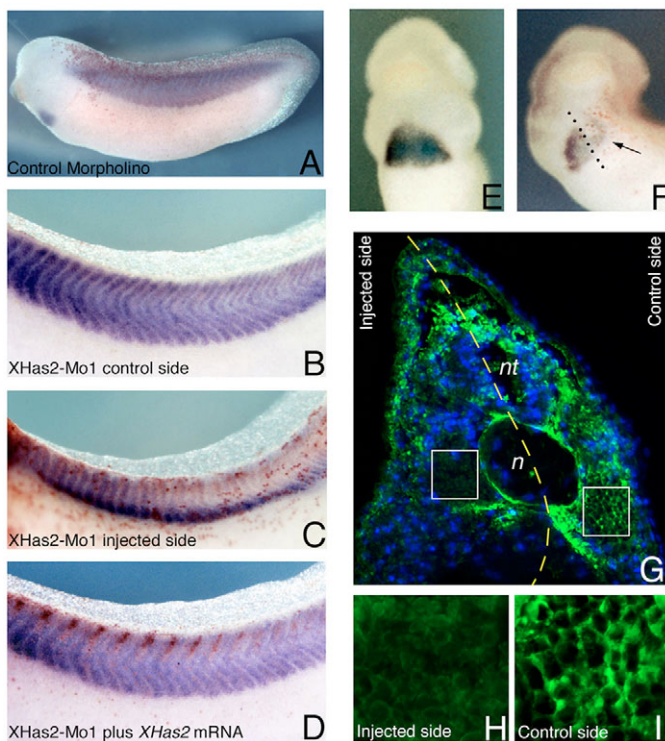 Control Morpholino
A
XHas2-Mo1 control side
B
XHas2-Mo1 injected side
C
XHas2-Mo1 plus XHas2 mRNA
D
E
F
Injected side
Control side
nt
n
G
Injected side
H
Control side
I